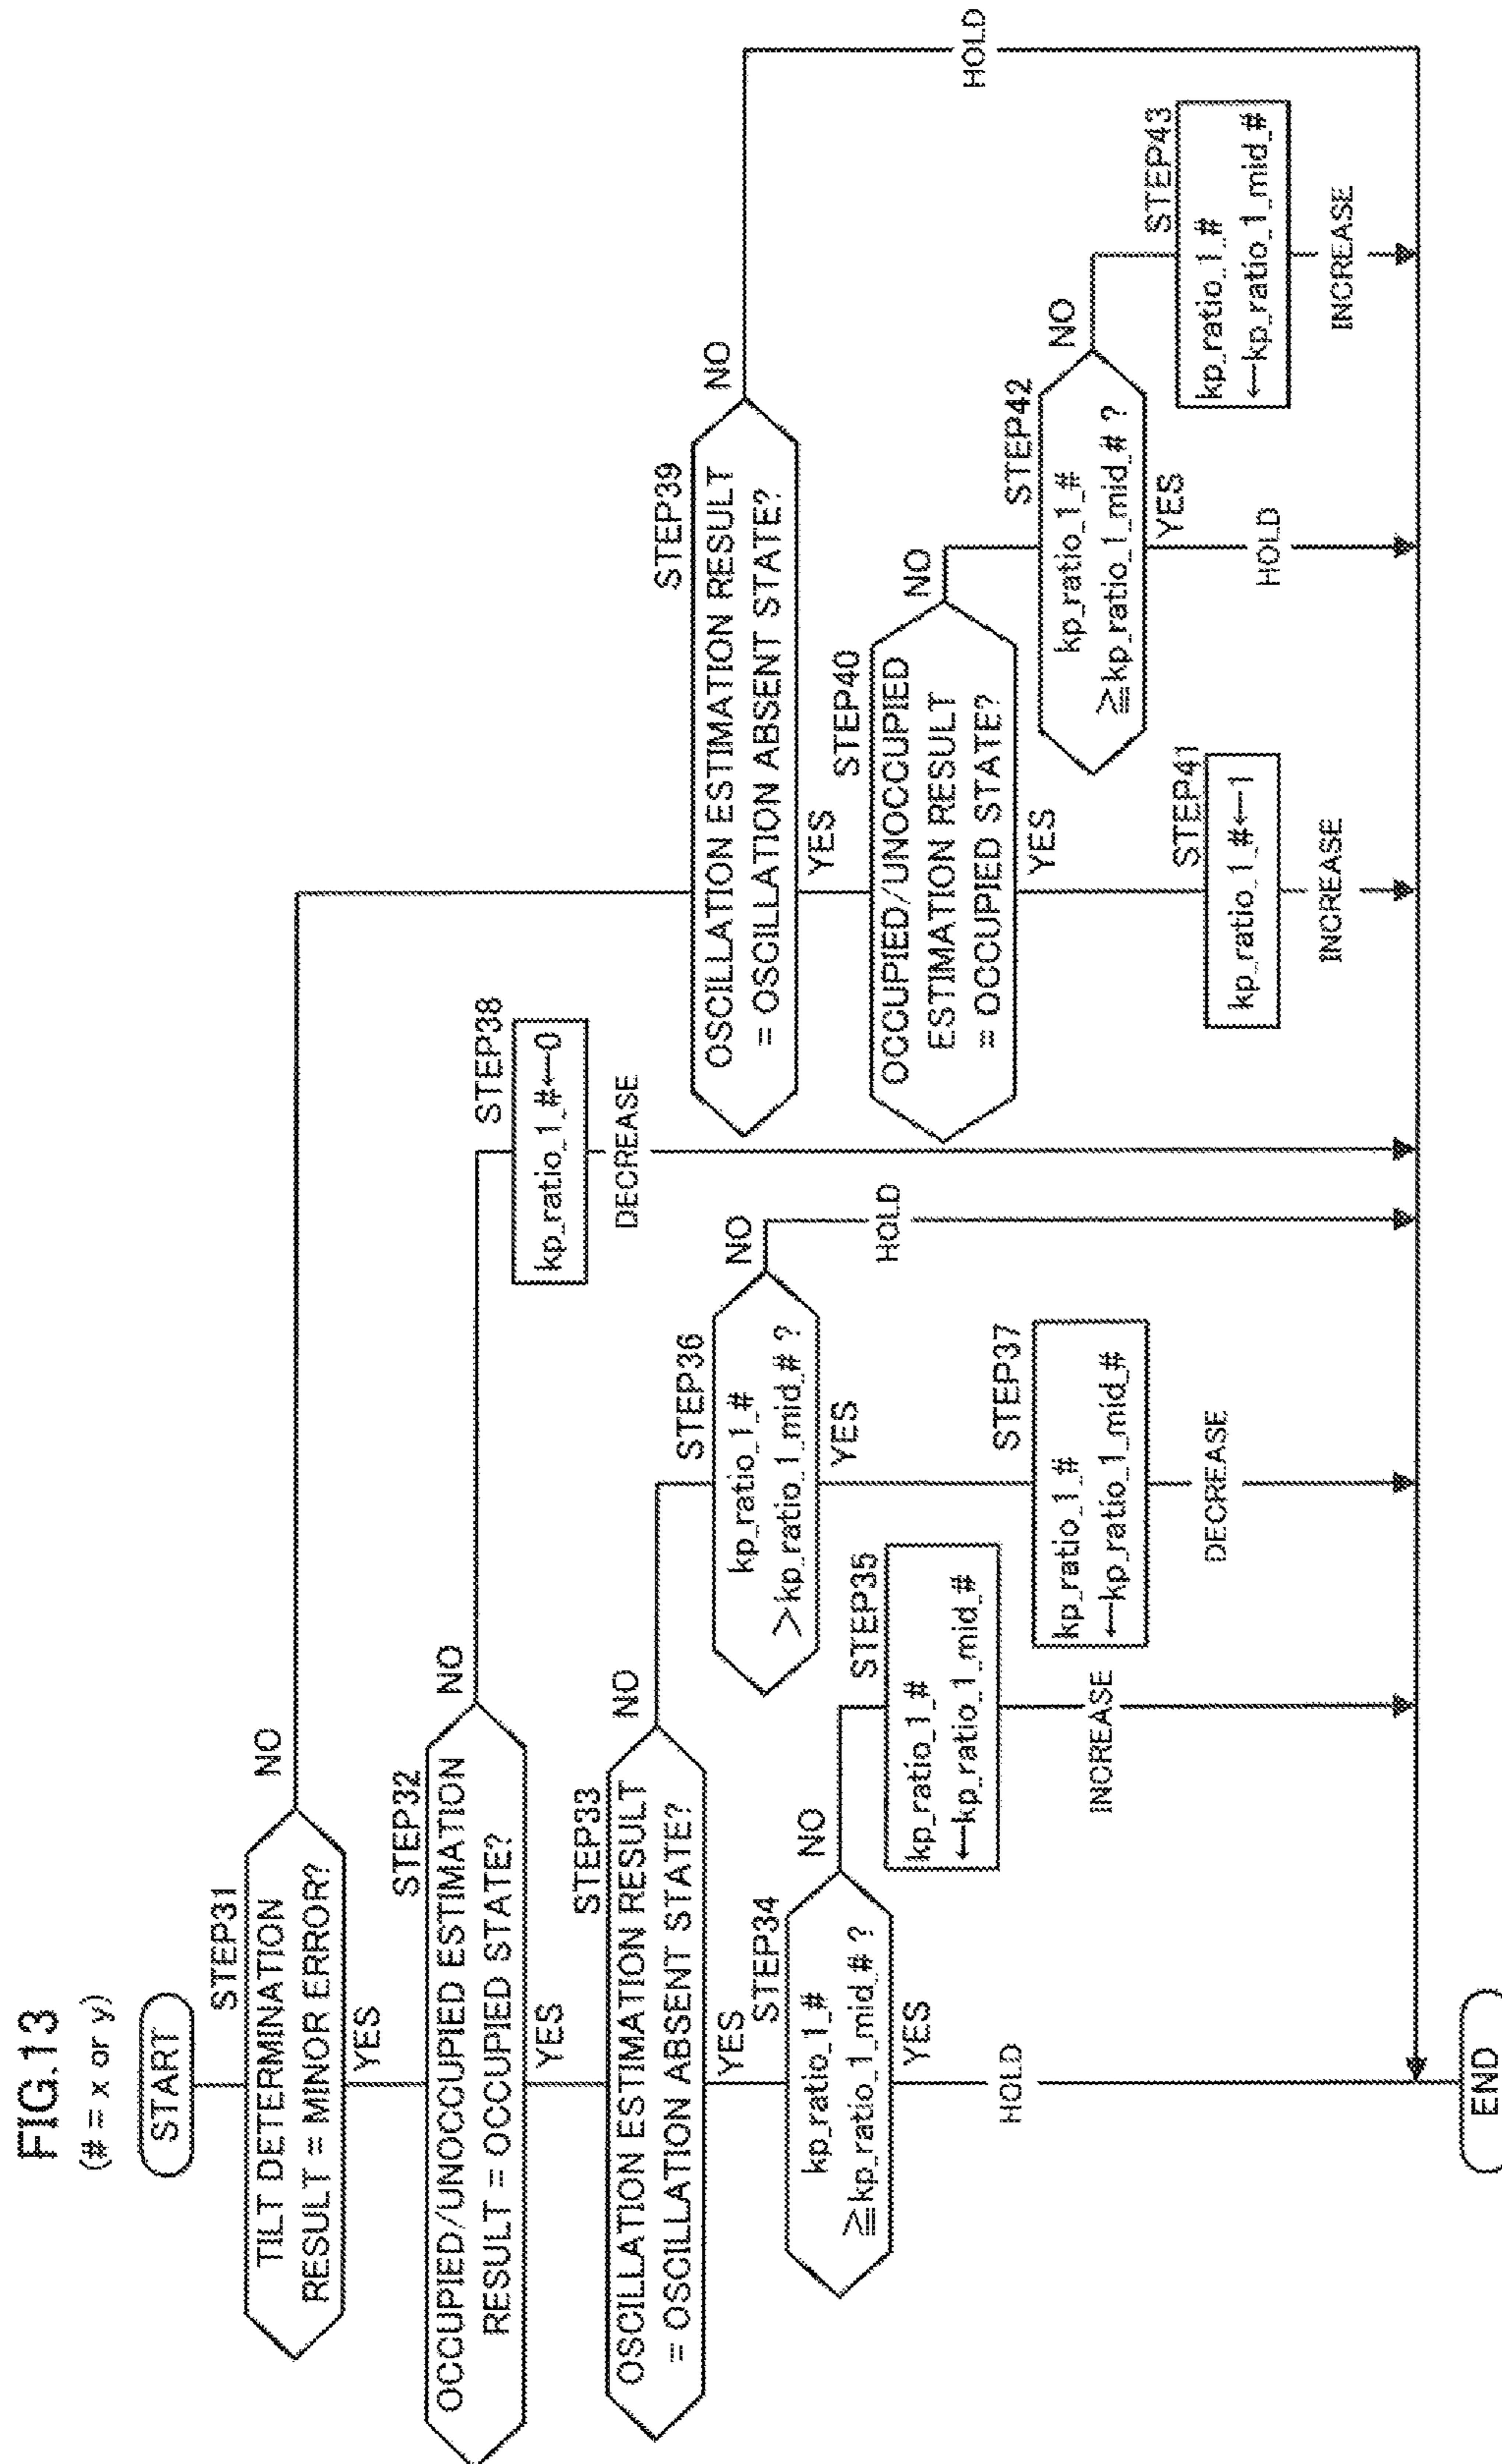 FIG.13
(# = x or y)
START
STEP31
TILT DETERMINATION
RESULT = MINOR ERROR?
NO
YES
STEP32
OCCUPIED/UNOCCUPIED ESTIMATION
RESULT = OCCUPIED STATE?
NO
YES
STEP33
OSCILLATION ESTIMATION RESULT
= OSCILLATION ABSENT STATE?
NO
YES
STEP34
kp_ratio_1_#
≧kp_ratio_1_mid_# ?
NO
YES
HOLD
STEP35
kp_ratio_1_#
←kp_ratio_1_mid_#
INCREASE
STEP36
kp_ratio_1_#
>kp_ratio_1_mid_# ?
NO
YES
HOLD
STEP37
kp_ratio_1_#
←kp_ratio_1_mid_#
DECREASE
STEP38
kp_ratio_1_#←0
DECREASE
STEP39
OSCILLATION ESTIMATION RESULT
= OSCILLATION ABSENT STATE?
NO
YES
HOLD
STEP40
OCCUPIED/UNOCCUPIED
ESTIMATION RESULT
= OCCUPIED STATE?
NO
YES
STEP41
kp_ratio_1_#←1
INCREASE
STEP42
kp_ratio_1_#
≧kp_ratio_1_mid_# ?
NO
YES
HOLD
STEP43
kp_ratio_1_#
←kp_ratio_1_mid_#
INCREASE
END